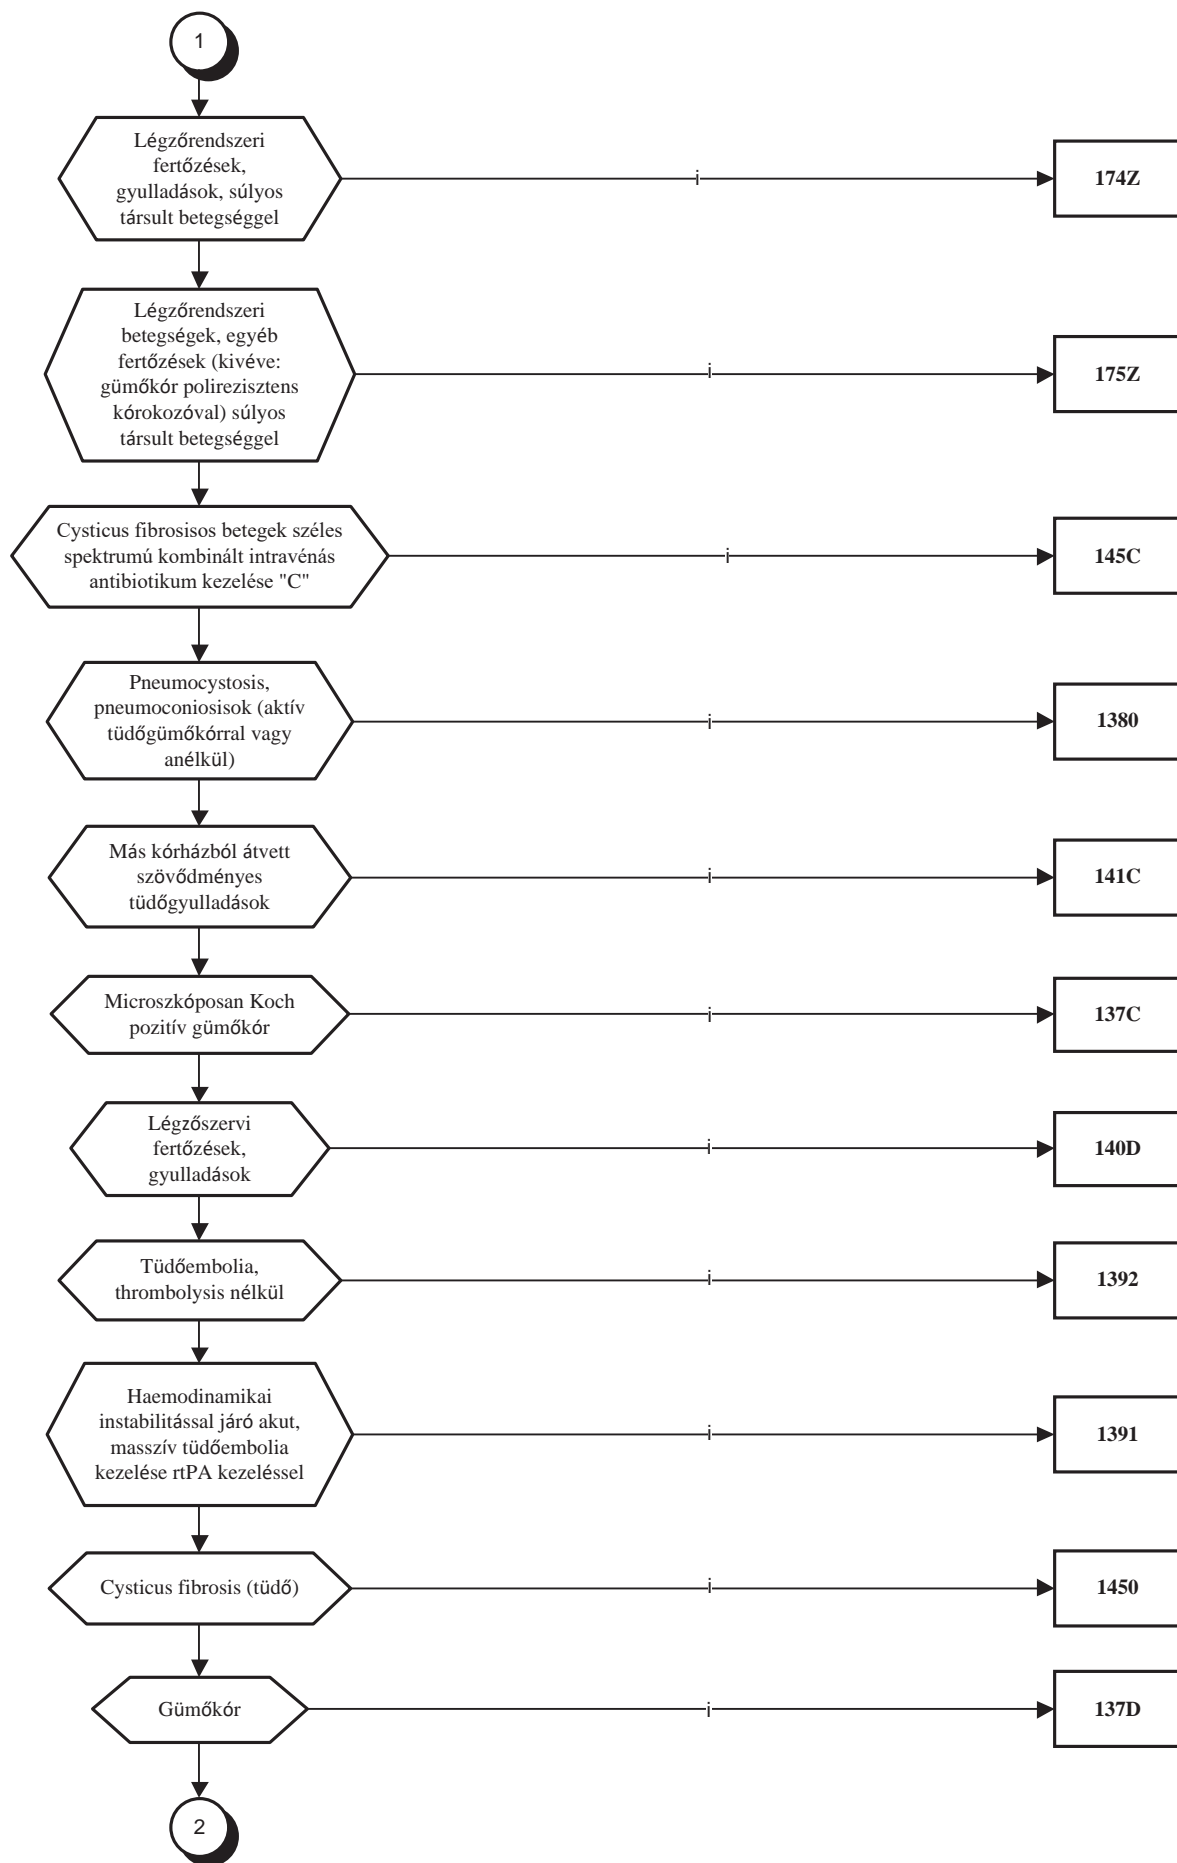 1
Légzőrendszeri
fertőzések,
gyulladások, súlyos
társult betegséggel
i
174Z
Légzőrendszeri
betegségek, egyéb
fertőzések (kivéve:
gümőkór polirezisztens
kórokozóval) súlyos
társult betegséggel
i
175Z
Cysticus fibrosisos betegek széles
spektrumú kombinált intravénás
antibiotikum kezelése "C"
i
145C
Pneumocystosis,
pneumoconiosisok (aktív
tüdőgümőkórral vagy
anélkül)
i
1380
Más kórházból átvett
szövődményes
tüdőgyulladások
i
141C
Microszkóposan Koch
pozitív gümőkór
i
137C
Légzőszervi
fertőzések,
gyulladások
i
140D
Tüdőembolia,
thrombolysis nélkül
i
1392
Haemodinamikai
instabilitással járó akut,
masszív tüdőembolia
kezelése rtPA kezeléssel
i
1391
Cysticus fibrosis (tüdő)
i
1450
Gümőkór
i
137D
2